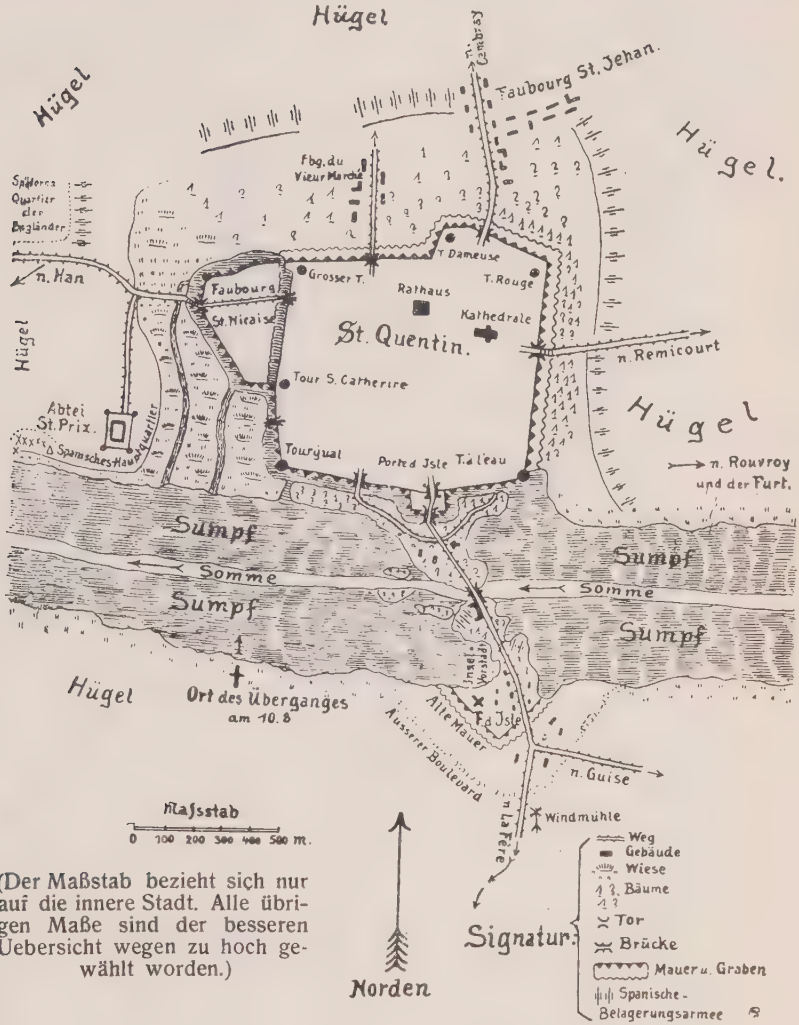 Hügel
n. Cambray
Faubourg St. Jehan.
Hügel
Hügel.
Fbg. du
Vieux Marché
Späteres
Quartier
der
Engländer
n. Han
T. Dameuse
T. Rouge
Grosser T.
Faubourg
St. Nicaise
Rathaus
Kathedrale
St. Quentin.
n. Remicourt
Hügel
Tour S. Catherine
Hügel
Abtei
St. Prix.
Spanisches Hauptquartier
Porte d Isle
T. à l'eau
n. Rouvroy
und der Furt.
Sumpf
Sumpf
Somme
Somme
Sumpf
Sumpf
Insel
Vorstadt
Hügel
Ort des Überganges
am 10. 8
Alte Mauer
F. d Isle
Äusserer Boulevard
n. Guise
n. La Fère
Windmühle
Maſsstab
0 100 200 300 400 500 m.
(Der Maßstab bezieht sich nur
auf die innere Stadt. Alle übri-
gen Maße sind der besseren
Uebersicht wegen zu hoch ge-
wählt worden.)
Norden
Signatur:
Weg
Gebäude
Wiese
Bäume
Tor
Brücke
Mauer u. Graben
Spanische -
Belagerungsarmee